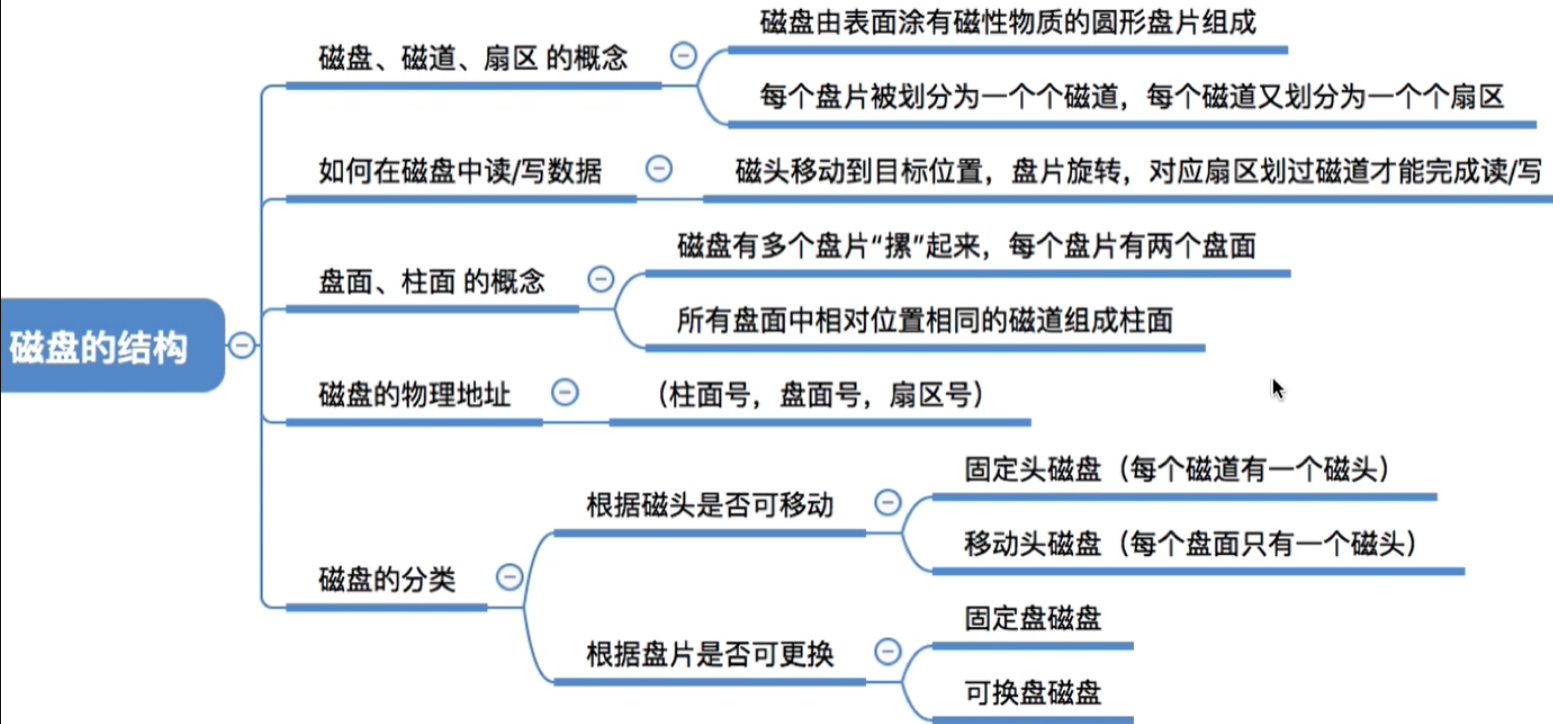 磁盘的结构
磁盘、磁道、扇区 的概念
磁盘由表面涂有磁性物质的圆形盘片组成
每个盘片被划分为一个个磁道，每个磁道又划分为一个个扇区
如何在磁盘中读/写数据
磁头移动到目标位置，盘片旋转，对应扇区划过磁道才能完成读/写
盘面、柱面 的概念
磁盘有多个盘片“摞”起来，每个盘片有两个盘面
所有盘面中相对位置相同的磁道组成柱面
磁盘的物理地址
（柱面号，盘面号，扇区号）
磁盘的分类
根据磁头是否可移动
固定头磁盘（每个磁道有一个磁头）
移动头磁盘（每个盘面只有一个磁头）
根据盘片是否可更换
固定盘磁盘
可换盘磁盘